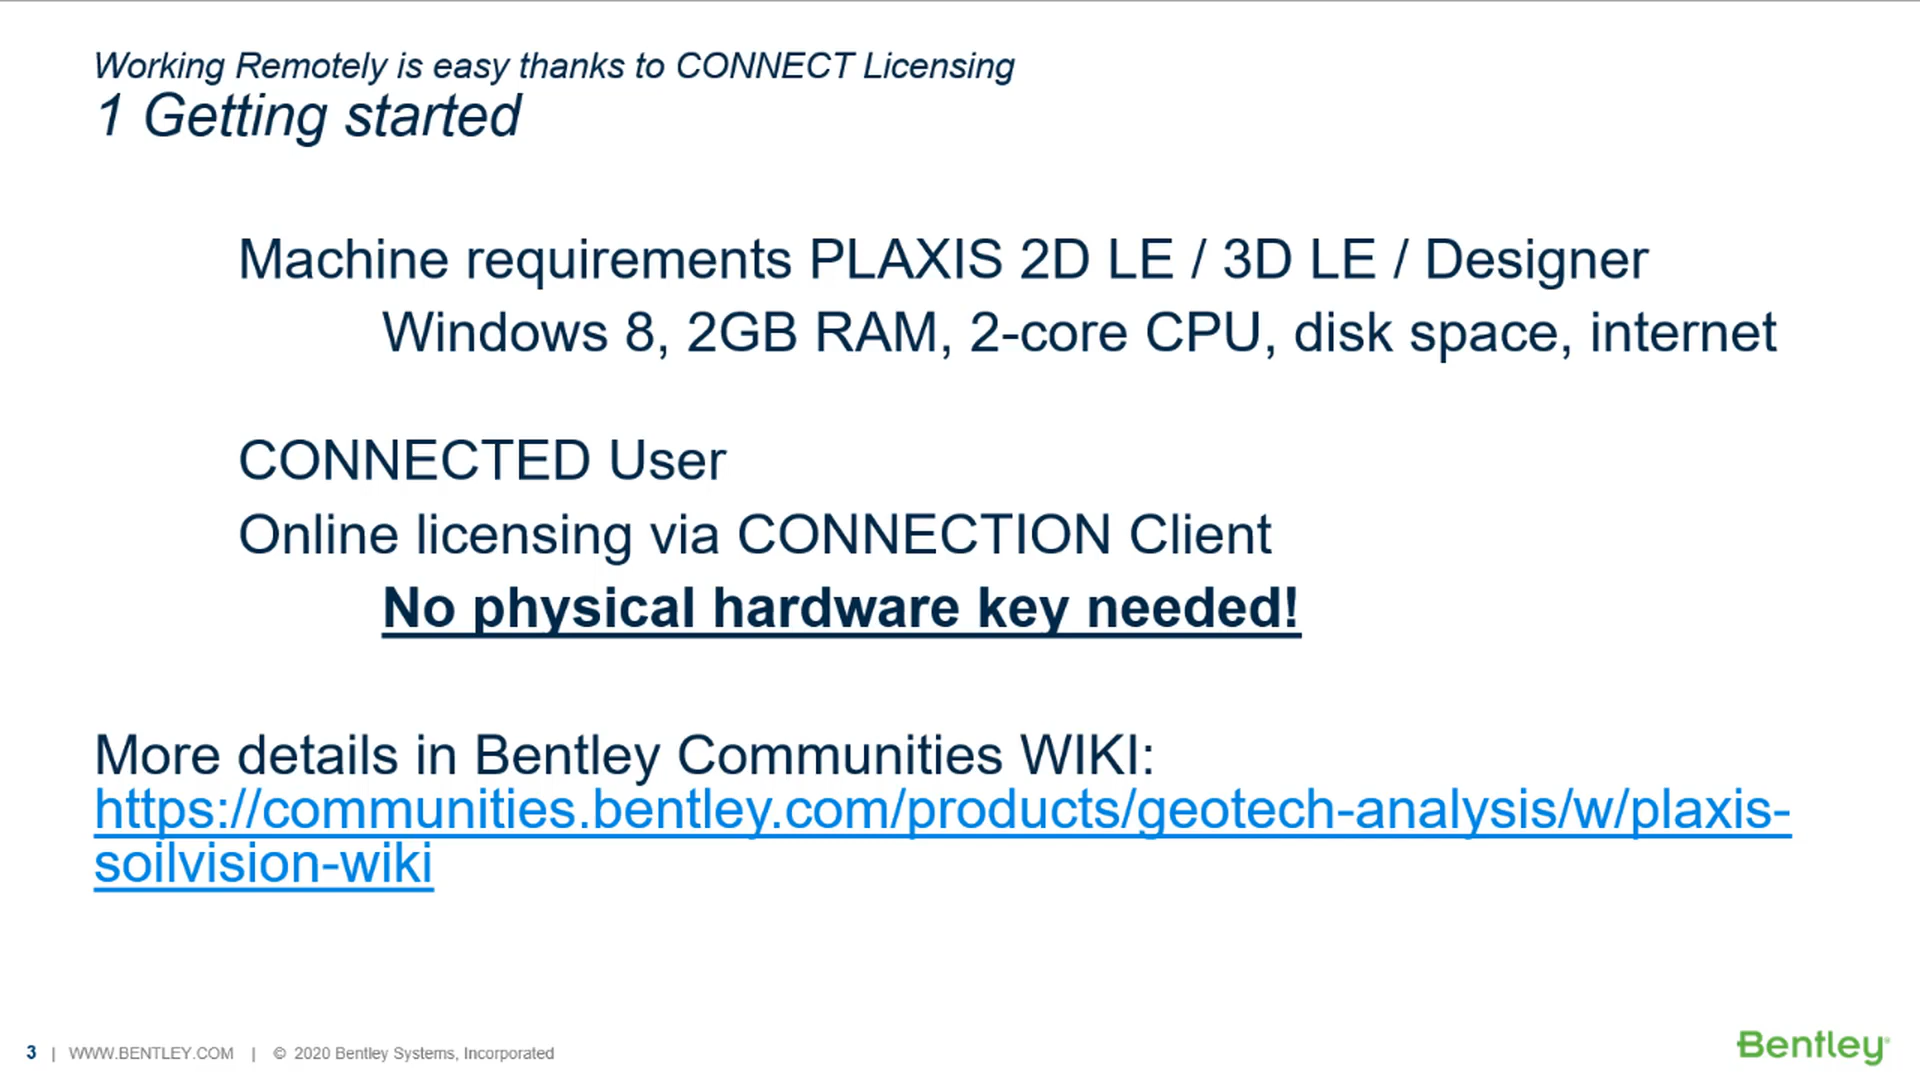 Working Remotely is easy thanks to CONNECT Licensing
1 Getting started
Machine requirements PLAXIS 2D LE / 3D LE / Designer
Windows 8, 2GB RAM, 2-core CPU, disk space, internet
CONNECTED User
Online licensing via CONNECTION Client
No physical hardware key needed!
More details in Bentley Communities WIKI:
https://communities.bentley.com/products/geotech-analysis/w/plaxis-
soilvision-wiki
3 | WWW.BENTLEY.COM | © 2020 Bentley Systems, Incorporated
Bentley®